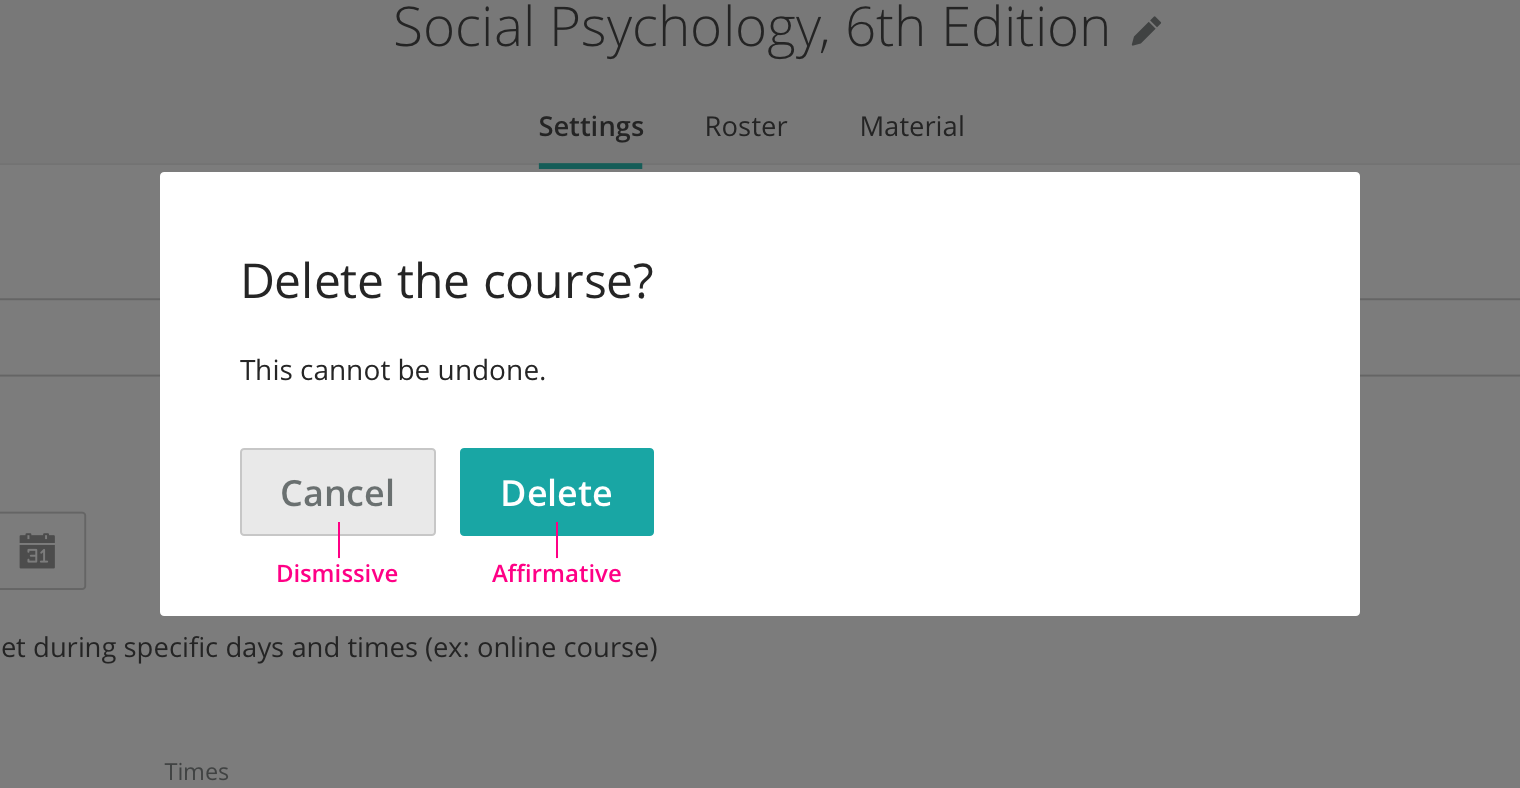 Social Psychology, 6th Edition
Settings Roster Material
Delete the course?
This cannot be undone.
Cancel Delete
Dismissive Affirmative
31
et during specific days and times (ex: online course)
Times